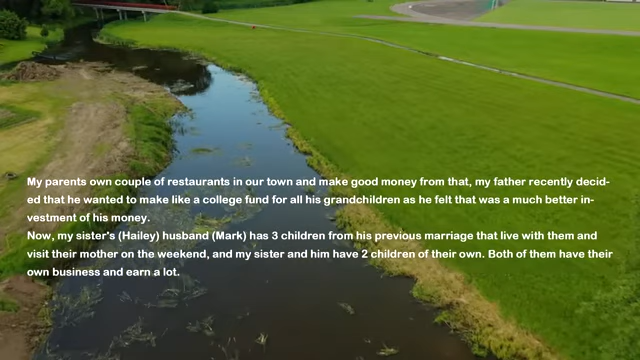 My parents own couple of restaurants in our town and make good money from that, my father recently decid-
ed that he wanted to make like a college fund for all his grandchildren as he felt that was a much better in-
vestment of his money.
Now, my sister's (Hailey) husband (Mark) has 3 children from his previous marriage that live with them and
visit their mother on the weekend, and my sister and him have 2 children of their own. Both of them have their
own business and earn a lot.